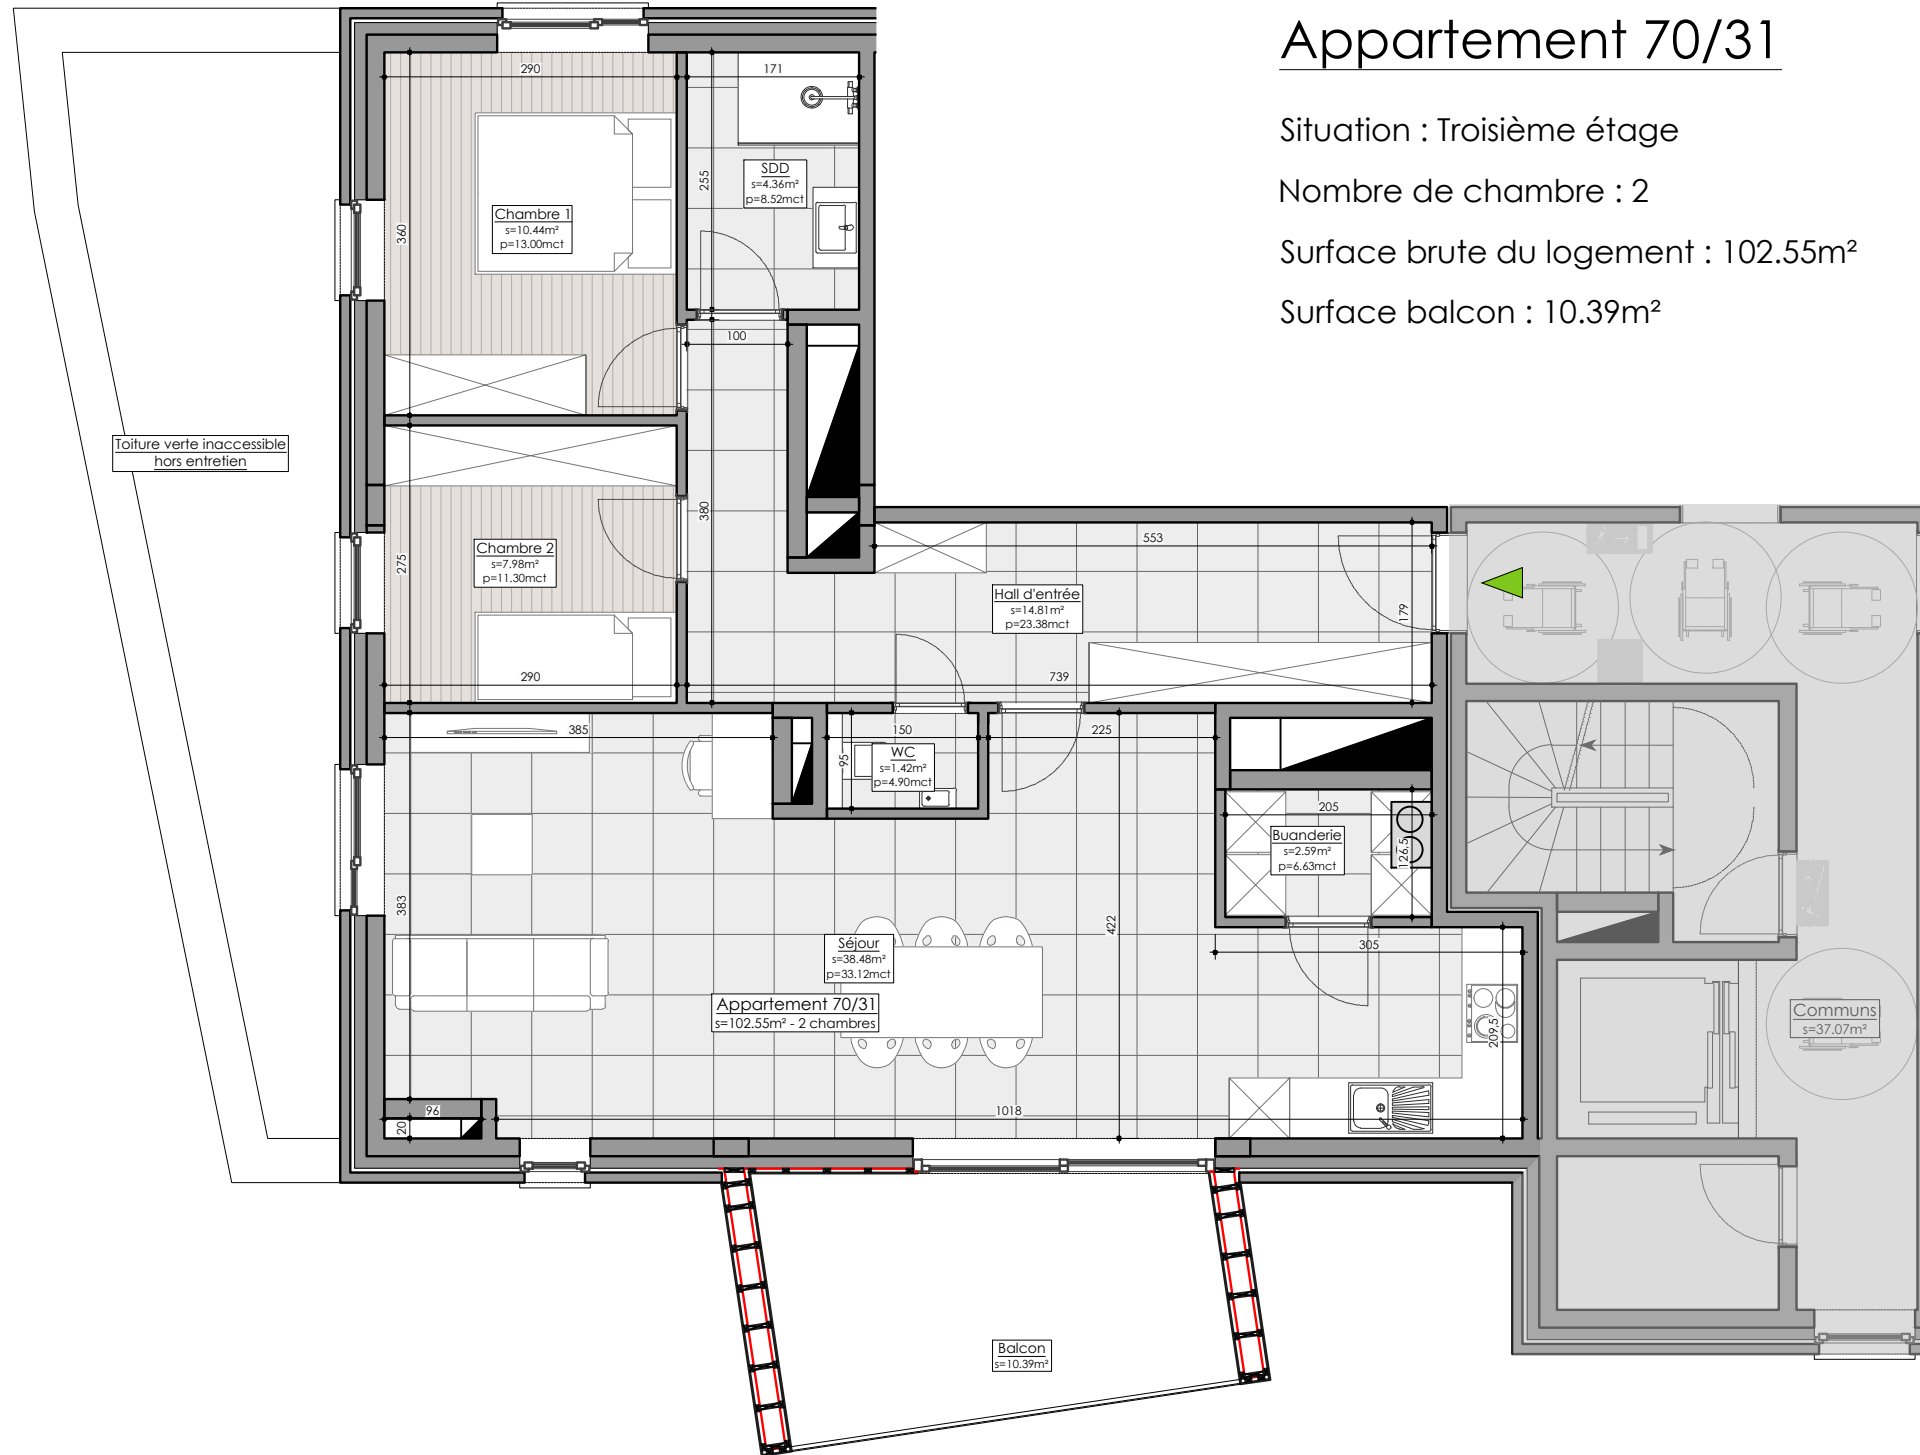 Appartement 70/31
Situation : Troisième étage
Nombre de chambre : 2
Surface brute du logement : 102.55m²
Surface balcon : 10.39m²
290
171
SDD
s=4.36m²
p=8.52mct
255
Chambre 1
s=10.44m²
p=13.00mct
360
100
Toiture verte inaccessible
hors entretien
380
553
Chambre 2
s=7.98m²
p=11.30mct
275
Hall d'entrée
s=14.81m²
p=23.38mct
179
290
739
385
150
225
WC
s=1.42m²
p=4.90mct
95
205
Buanderie
s=2.59m²
p=6.63mct
126.5
383
422
Séjour
s=38.48m²
p=33.12mct
305
Appartement 70/31
s=102.55m² - 2 chambres
209.5
Communs
s=37.07m²
96
20
1018
Balcon
s=10.39m²